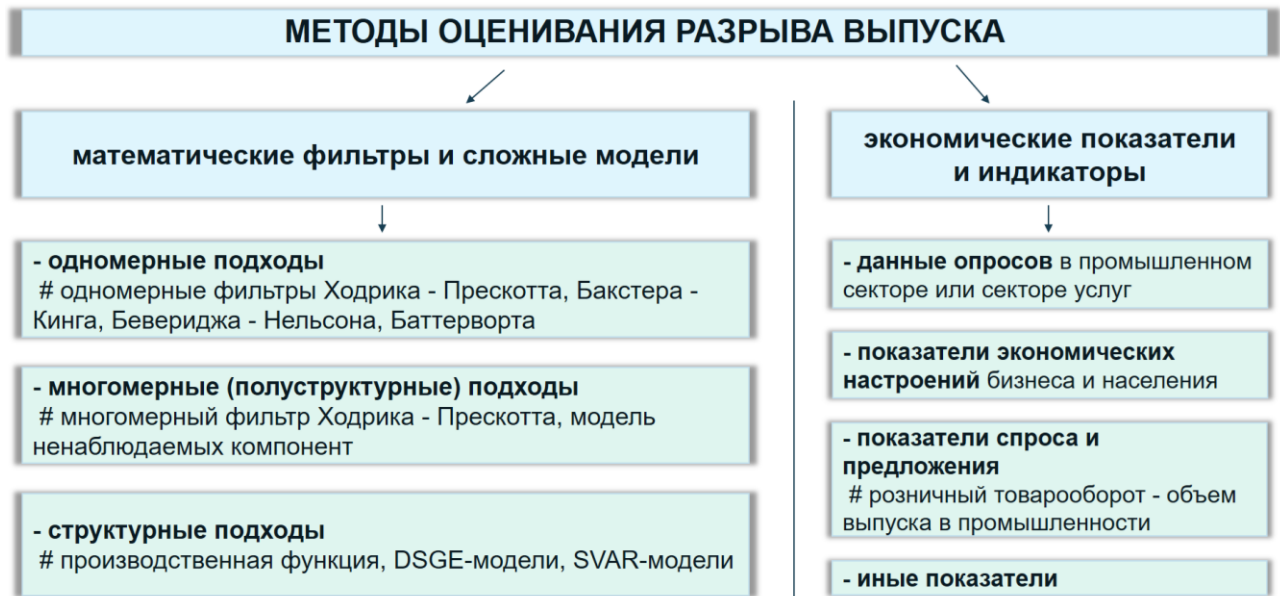 МЕТОДЫ ОЦЕНИВАНИЯ РАЗРЫВА ВЫПУСКА
математические фильтры и сложные модели
- одномерные подходы
# одномерные фильтры Ходрика - Прескотта, Бакстера -
Кинга, Бевериджа - Нельсона, Баттерворта
- многомерные (полуструктурные) подходы
# многомерный фильтр Ходрика - Прескотта, модель
ненаблюдаемых компонент
- структурные подходы
# производственная функция, DSGE-модели, SVAR-модели
экономические показатели
и индикаторы
- данные опросов в промышленном
секторе или секторе услуг
- показатели экономических
настроений бизнеса и населения
- показатели спроса и
предложения
# розничный товарооборот - объем
выпуска в промышленности
- иные показатели